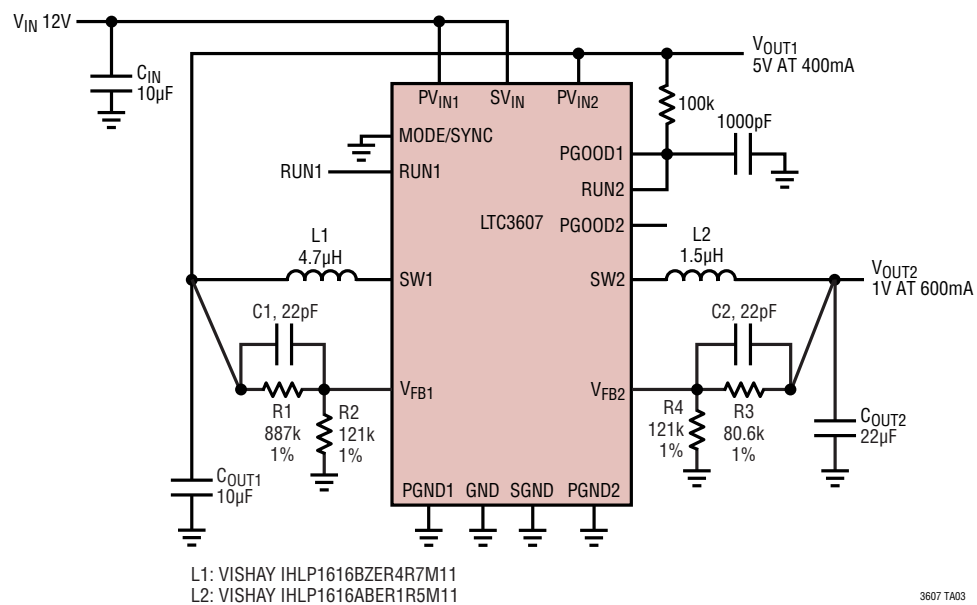 VIN 12V
CIN
10µF
VOUT1
5V AT 400mA
PVIN1
SVIN
PVIN2
100k
1000pF
MODE/SYNC
PGOOD1
RUN1
RUN1
RUN2
LTC3607
PGOOD2
L1
4.7µH
L2
1.5µH
SW1
SW2
VOUT2
1V AT 600mA
C1, 22pF
C2, 22pF
VFB1
VFB2
R1
887k
1%
R2
121k
1%
R4
121k
1%
R3
80.6k
1%
COUT2
22µF
COUT1
10µF
PGND1
GND
SGND
PGND2
L1: VISHAY IHLP1616BZER4R7M11
L2: VISHAY IHLP1616ABER1R5M11
3607 TA03